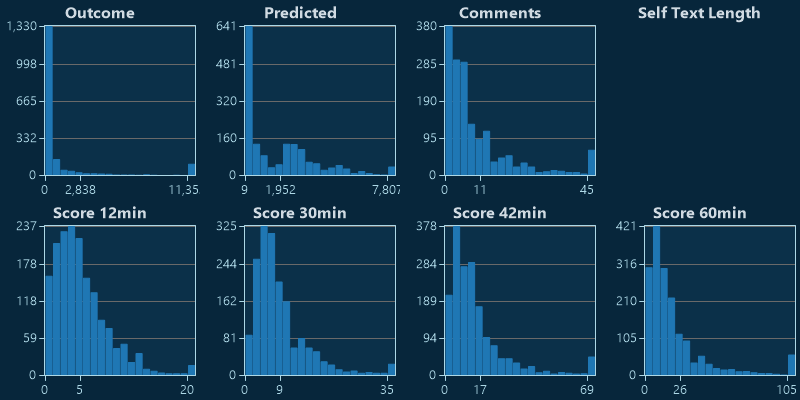 Outcome Predicted Comments Self Text Length
1,330 641 380
998 481 285
665 320 190
332 160 95
0 0 0
0 2,838 11,35 9 1,952 7,807 0 11 45
Score 12min Score 30min Score 42min Score 60min
237 325 378 421
178 244 284 316
118 162 189 210
59 81 94 105
0 0 0 0
0 5 20 0 9 35 0 17 69 0 26 105